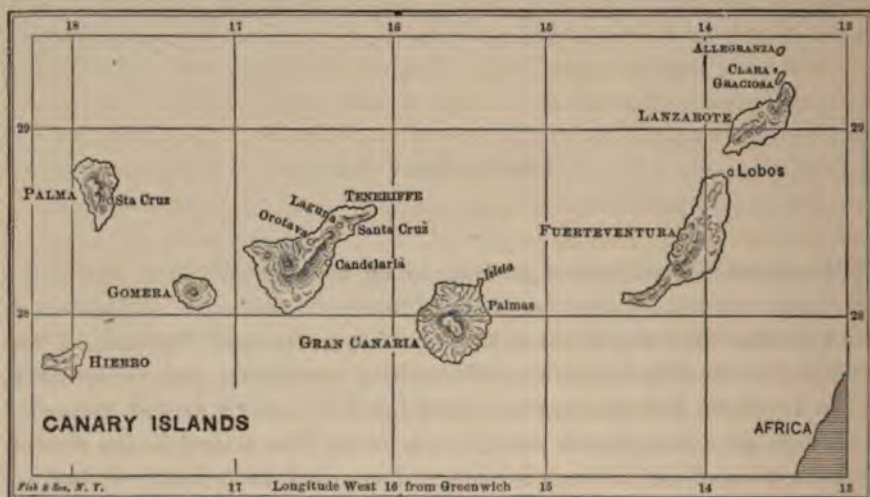 18 17 16 15 14 13
ALLEGRANZA
CLARA
GRACIOSA
LANZAROTE
29 29
Lobos
PALMA
Sta Cruz
TENERIFFE
Laguna
Orotava
Santa Cruz
FUERTEVENTURA
Candelaria
GOMERA
Isleta
Palmas
28 28
GRAN CANARIA
HIERRO
CANARY ISLANDS
AFRICA
Fisk & See, N. Y. 17 Longitude West 16 from Greenwich 15 14 13